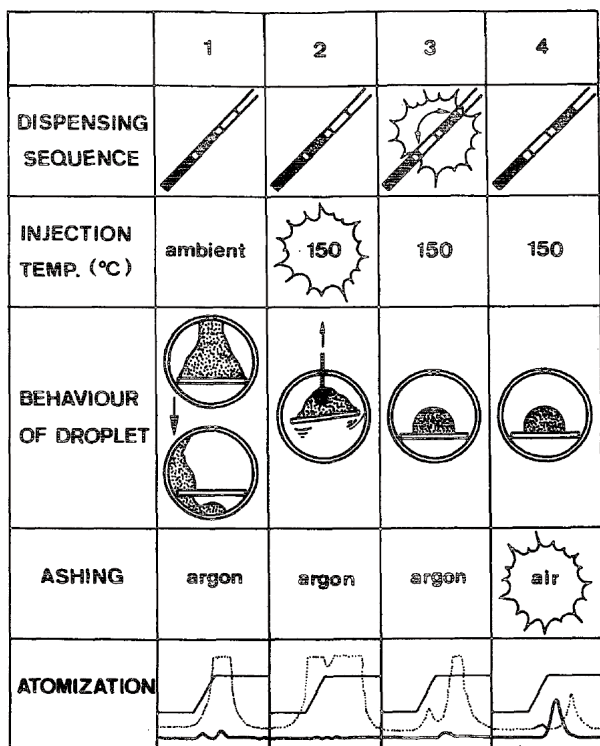 1 2 3 4
DISPENSING
SEQUENCE
INJECTION
TEMP. (°C)
ambient 150 150 150
BEHAVIOUR
OF DROPLET
ASHING argon argon argon air
ATOMIZATION